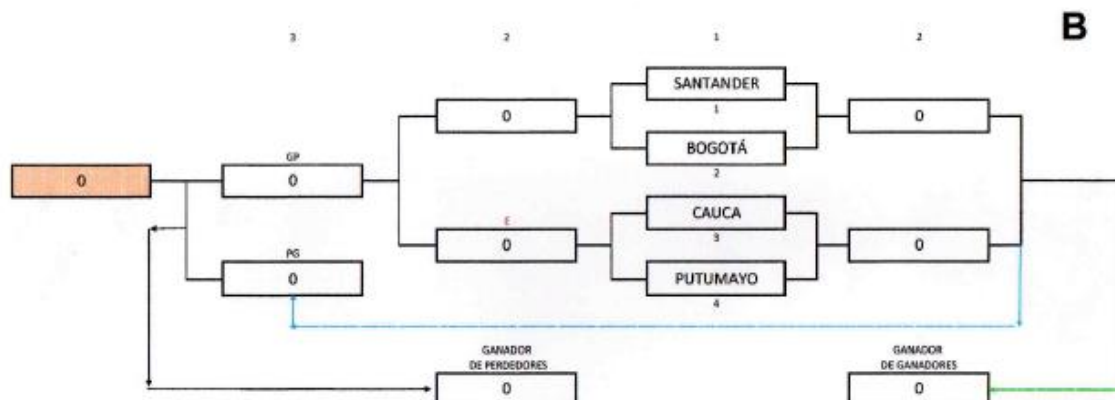 B
3 2 1 2
SANTANDER
0 1 0
BOGOTÁ
GP 2
0 0
CAUCA
E 3
0 0
PG
0 PUTUMAYO
4
GANADOR GANADOR
DE PERDEDORES DE GANADORES
0 0